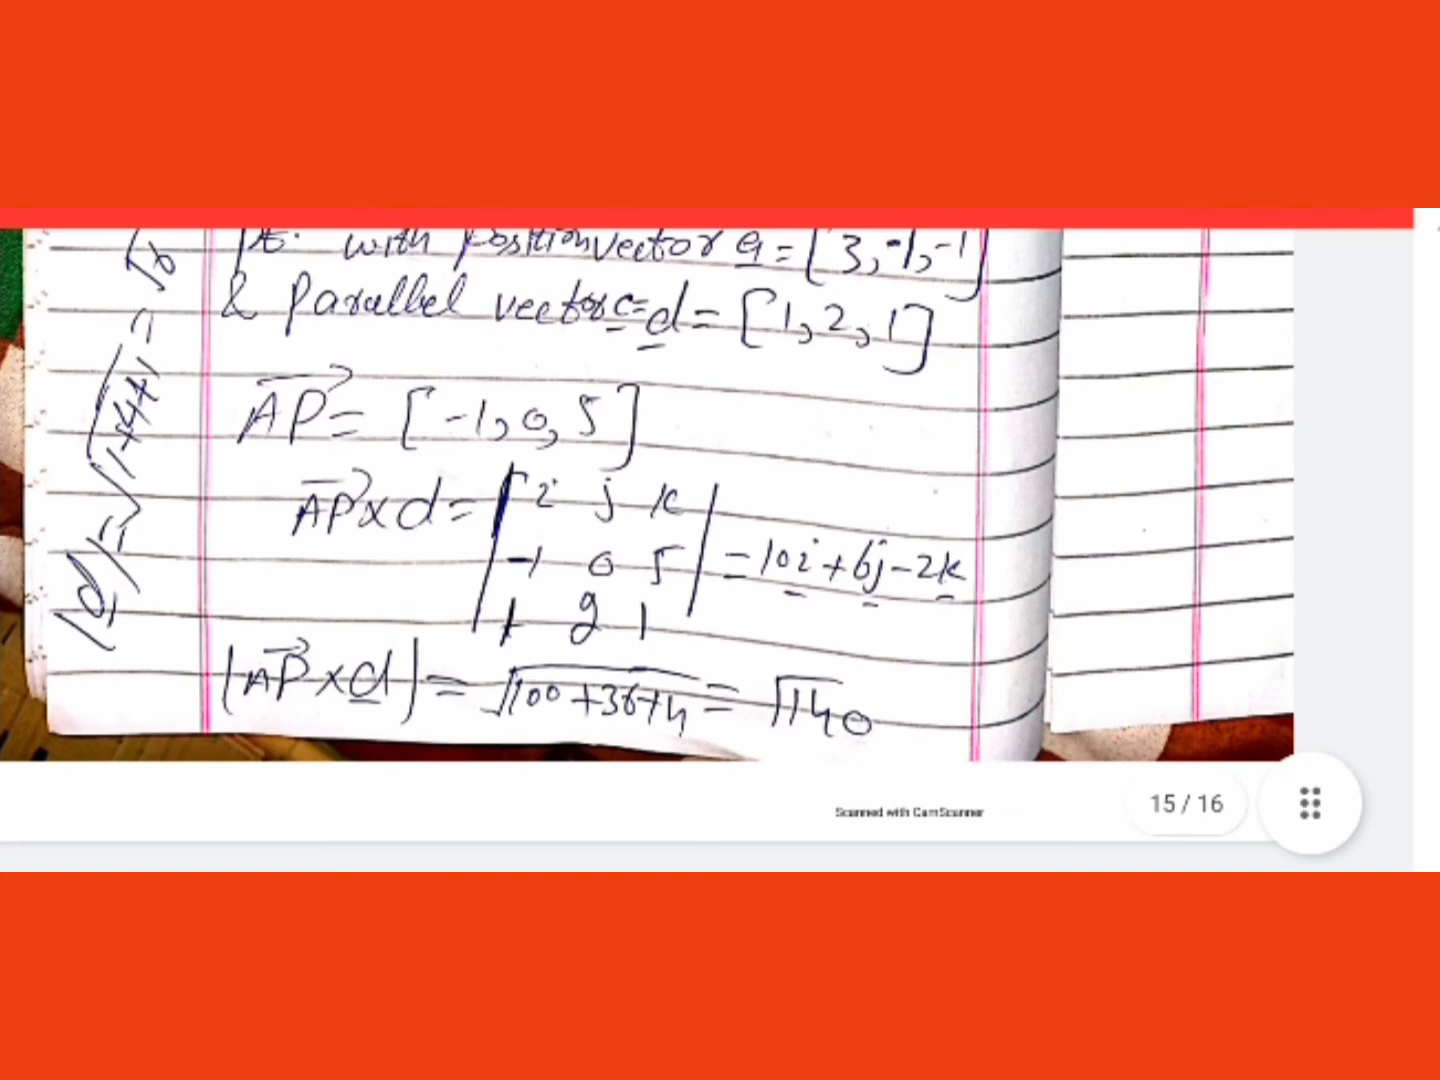 pt. with position vector a = [3, -1, -1]
& Parallel vector c = d = [1, 2, 1]
AP = [-1, 0, 5]
AP x d = | i j k |
| -1 0 5 | = -10i + 6j - 2k
| 1 2 1 |
|AP x d| = √100+36+4 = √140
|d| = √1+4+1 = √6
Scanned with CamScanner
15 / 16